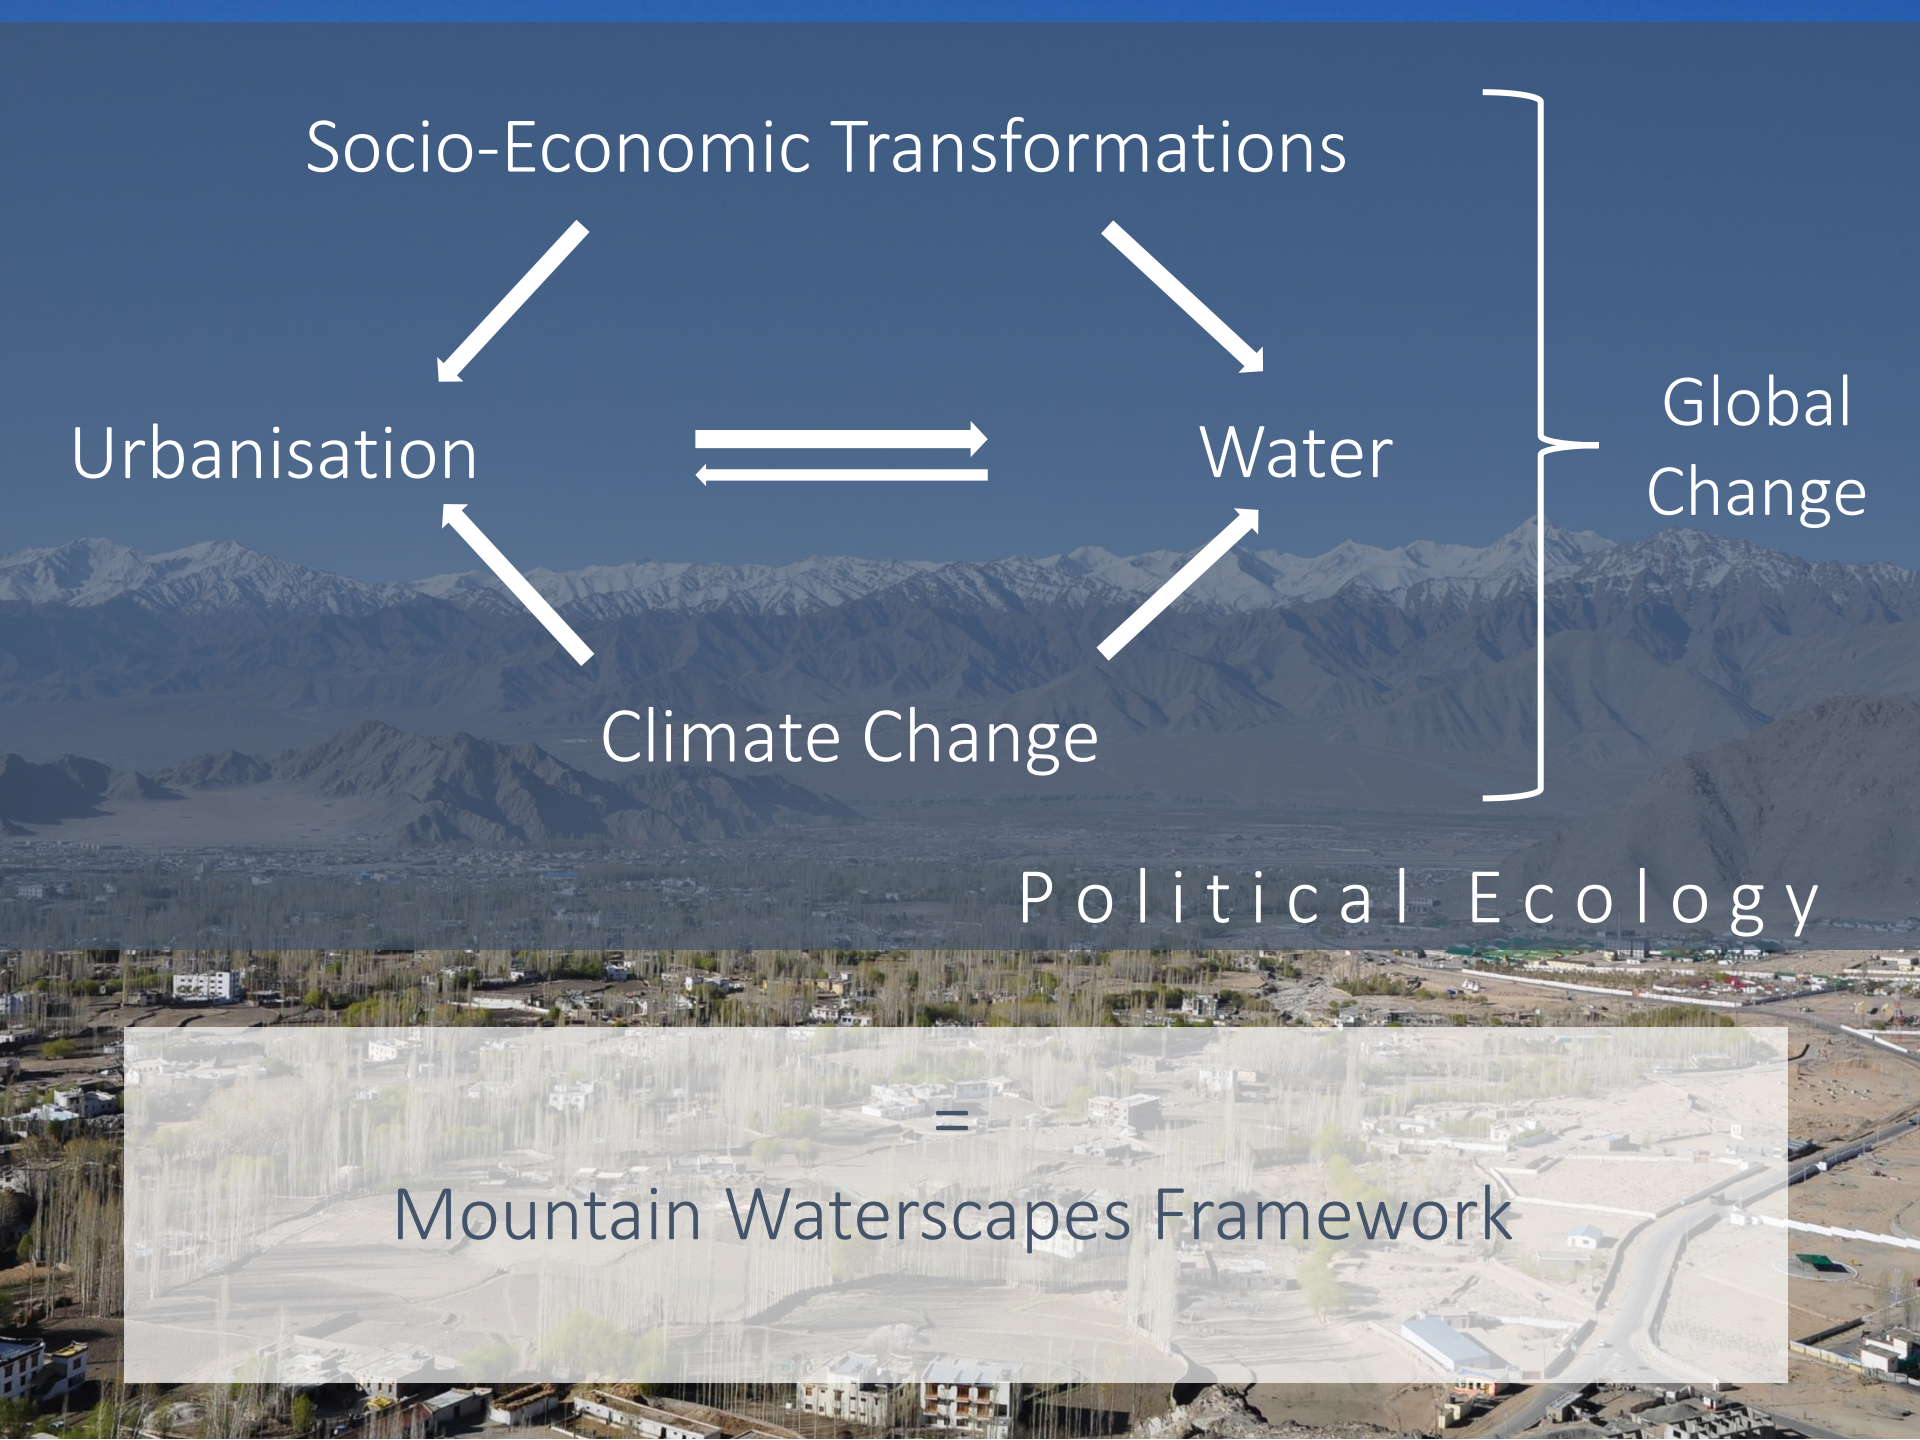 Socio-Economic Transformations
Urbanisation
Water
Global
Change
Climate Change
Political Ecology
=
Mountain Waterscapes Framework